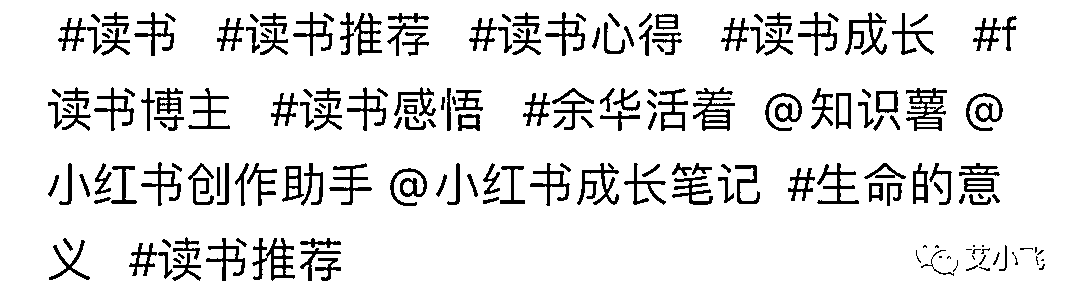 #读书 #读书推荐 #读书心得 #读书成长 #f
读书博主 #读书感悟 #余华活着 @知识薯 @
小红书创作助手 @小红书成长笔记 #生命的意
义 #读书推荐
艾小飞